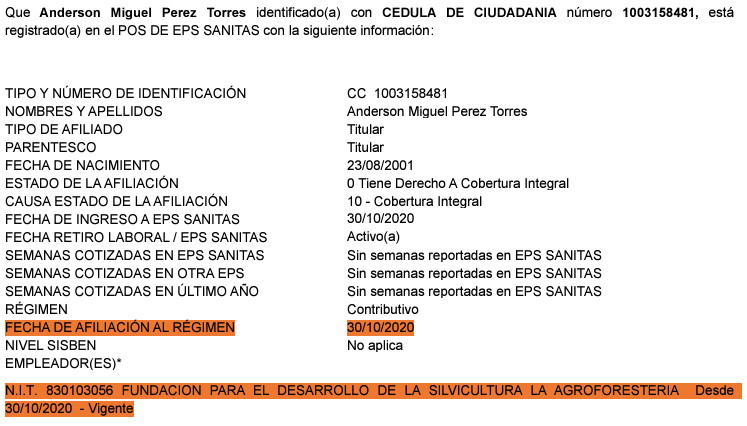 Que Anderson Miguel Perez Torres identificado(a) con CEDULA DE CIUDADANIA número 1003158481, está
registrado(a) en el POS DE EPS SANITAS con la siguiente información:
TIPO Y NÚMERO DE IDENTIFICACIÓN CC 1003158481
NOMBRES Y APELLIDOS Anderson Miguel Perez Torres
TIPO DE AFILIADO Titular
PARENTESCO Titular
FECHA DE NACIMIENTO 23/08/2001
ESTADO DE LA AFILIACIÓN 0 Tiene Derecho A Cobertura Integral
CAUSA ESTADO DE LA AFILIACIÓN 10 - Cobertura Integral
FECHA DE INGRESO A EPS SANITAS 30/10/2020
FECHA RETIRO LABORAL / EPS SANITAS Activo(a)
SEMANAS COTIZADAS EN EPS SANITAS Sin semanas reportadas en EPS SANITAS
SEMANAS COTIZADAS EN OTRA EPS Sin semanas reportadas en EPS SANITAS
SEMANAS COTIZADAS EN ÚLTIMO AÑO Sin semanas reportadas en EPS SANITAS
RÉGIMEN Contributivo
FECHA DE AFILIACIÓN AL RÉGIMEN 30/10/2020
NIVEL SISBEN No aplica
EMPLEADOR(ES)*
N.I.T. 830103056 FUNDACION PARA EL DESARROLLO DE LA SILVICULTURA LA AGROFORESTERIA Desde
30/10/2020 - Vigente